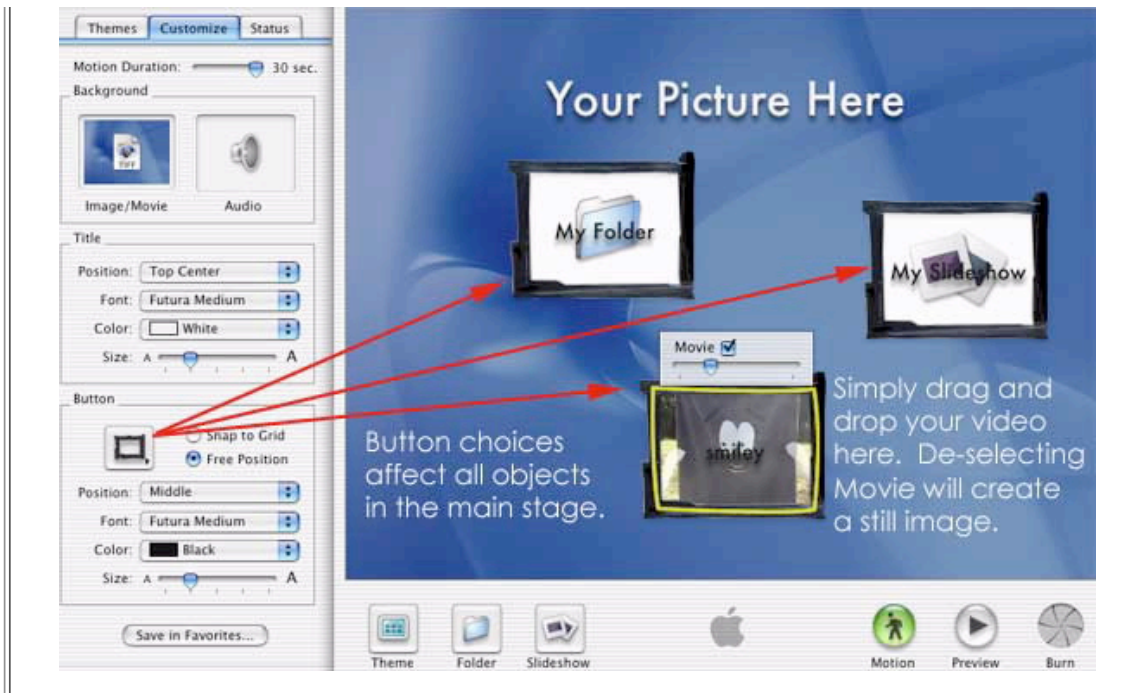 Themes Customize Status
Motion Duration: 30 sec.
Background
TIFF
Image/Movie Audio
Title
Position: Top Center
Font: Futura Medium
Color: White
Size: A A
Button
Snap to Grid
Free Position
Position: Middle
Font: Futura Medium
Color: Black
Size: A A
Save in Favorites...
Your Picture Here
My Folder
My Slideshow
Movie
smiley
Button choices
affect all objects
in the main stage.
Simply drag and
drop your video
here. De-selecting
Movie will create
a still image.
Theme Folder Slideshow Motion Preview Burn